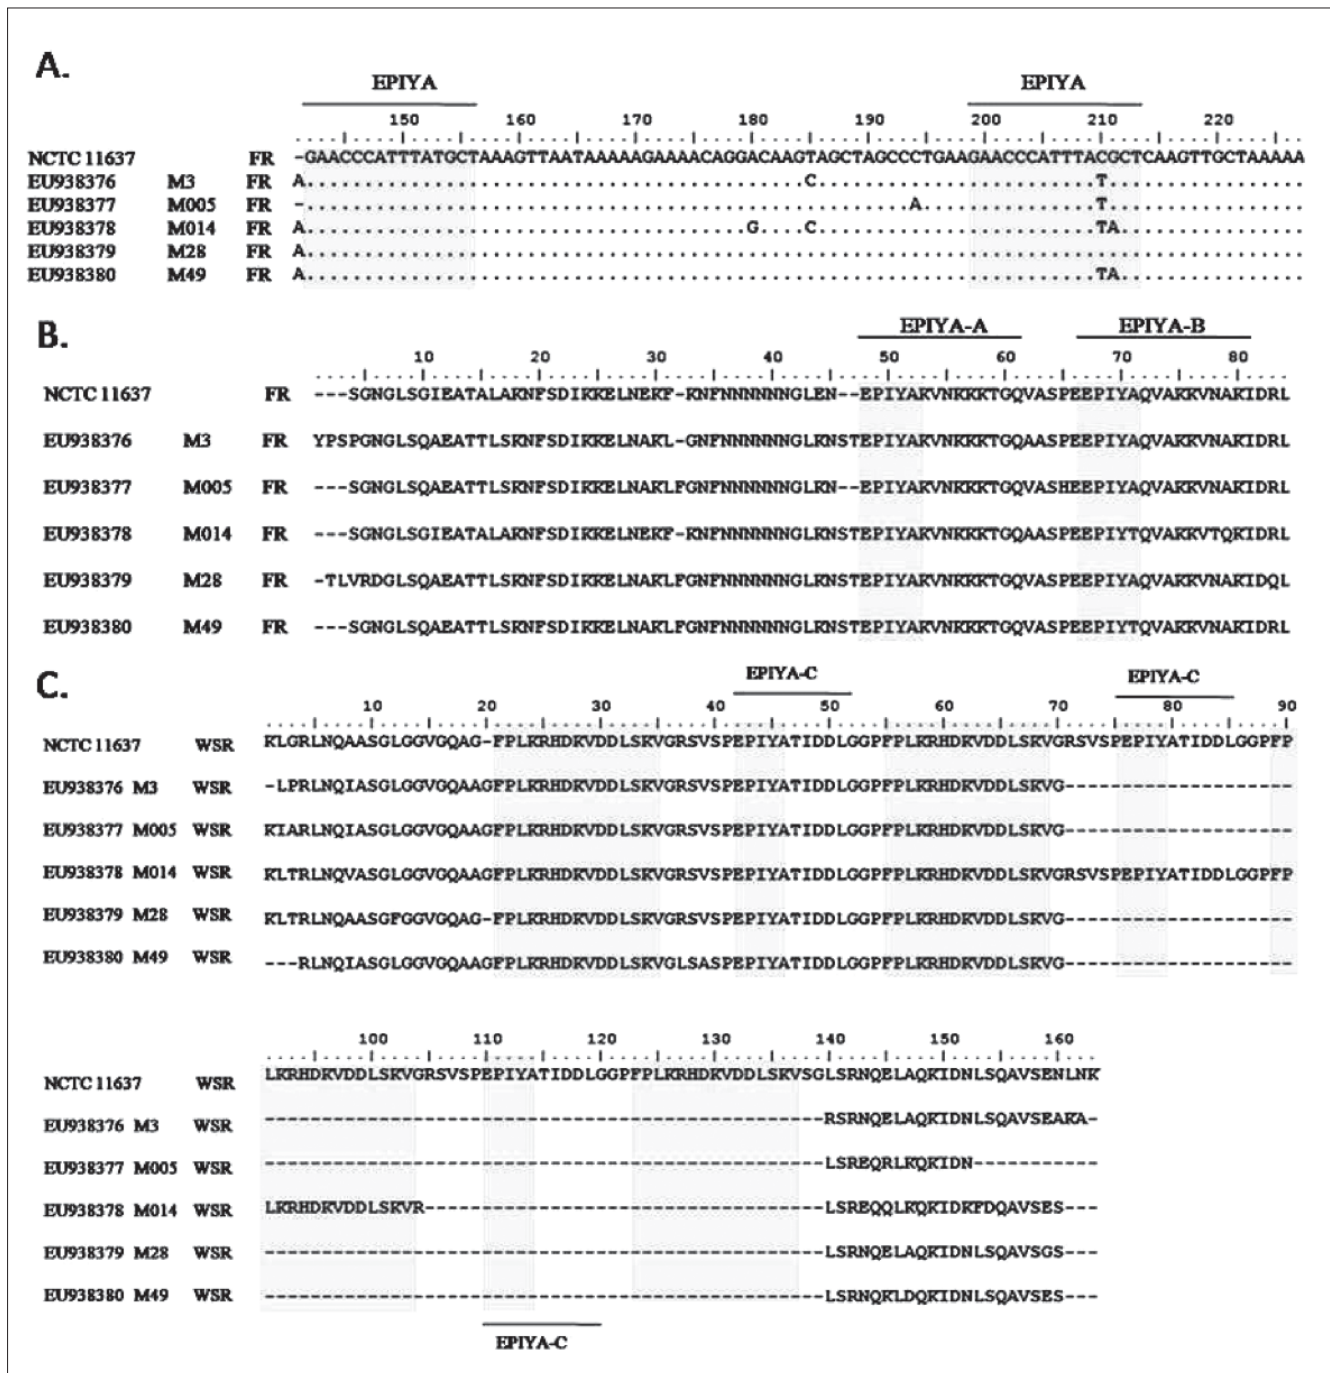 A.
EPIYA EPIYA
150 160 170 180 190 200 210 220
NCTC 11637 FR -GAACCCATTTATGCTAAAGTTAATAAAAAGAAAACAGGACAAGTAGCTAGCCCTGAAGAACCCATTTACGCTCAAGTTGCTAAAAA
EU938376 M3 FR A...........................................C........................T.................
EU938377 M005 FR -....................................................A...............T.................
EU938378 M014 FR A......................................G....C........................TA................
EU938379 M28 FR A......................................................................................
EU938380 M49 FR A....................................................................TA................
B.
EPIYA-A EPIYA-B
10 20 30 40 50 60 70 80
NCTC 11637 FR ---SGNGLSGIEATALAKNFSDIKKELNEKF-KNFNNNNNNGLEN--EPIYAKVNKKKTGQVASPEEPIYAQVAKKVNAKIDRL
EU938376 M3 FR YPSPGNGLSQAEATTLSKNFSDIKKELNAKL-GNFNNNNNNGLKNSTEPIYAKVNKKKTGQAASPEEPIYAQVAKKVNAKIDRL
EU938377 M005 FR ---SGNGLSQAEATTLSKNFSDIKKELNAKLFGNFNNNNNNGLKN--EPIYAKVNKKKTGQVASHEEPIYAQVAKKVNAKIDRL
EU938378 M014 FR ---SGNGLSGIEATALAKNFSDIKKELNEKF-KNFNNNNNNGLKNSTEPIYAKVNKKKTGQAASPEEPIYTQVAKKVTQKIDRL
EU938379 M28 FR -TLVRDGLSQAEATTLSKNFSDIKKELNAKLFGNFNNNNNNGLKNSTEPIYAKVNKKKTGQVASPEEPIYAQVAKKVNAKIDQL
EU938380 M49 FR ---SGNGLSQAEATTLSKNFSDIKKELNAKLFGNFNNNNNNGLKNSTEPIYAKVNKKKTGQVASPEEPIYTQVAKKVNAKIDRL
C.
EPIYA-C EPIYA-C
10 20 30 40 50 60 70 80 90
NCTC 11637 WSR KLGRLNQAASGLGGVGQAG-FPLKRHDKVDDLSKVGRSVSPEPIYATIDDLGGPFPLKRHDKVDDLSKVGRSVSPEPIYATIDDLGGPFP
EU938376 M3 WSR -LPRLNQIASGLGGVGQAAGFPLKRHDKVDDLSKVGRSVSPEPIYATIDDLGGPFPLKRHDKVDDLSKVG--------------------
EU938377 M005 WSR KIARLNQIASGLGGVGQAAGFPLKRHDKVDDLSKVGRSVSPEPIYATIDDLGGPFPLKRHDKVDDLSKVG--------------------
EU938378 M014 WSR KLTRLNQVASGLGGVGQAAGFPLKRHDKVDDLSKVGRSVSPEPIYATIDDLGGPFPLKRHDKVDDLSKVGRSVSPEPIYATIDDLGGPFP
EU938379 M28 WSR KLTRLNQAASGFGGVGQAG-FPLKRHDKVDDLSKVGRSVSPEPIYATIDDLGGPFPLKRHDKVDDLSKVG--------------------
EU938380 M49 WSR ---RLNQIASGLGGVGQAAGFPLKRHDKVDDLSKVGLSASPEPIYATIDDLGGPFPLKRHDKVDDLSKVG--------------------
100 110 120 130 140 150 160
NCTC 11637 WSR LKRHDKVDDLSKVGRSVSPEPIYATIDDLGGPFPLKRHDKVDDLSKVSGLSRNQELAQKIDNLSQAVSENLNK
EU938376 M3 WSR -------------------------------------------------RSRNQELAQKIDNLSQAVSEAKA-
EU938377 M005 WSR -------------------------------------------------LSREQRLKQKIDN-----------
EU938378 M014 WSR LKRHDKVDDLSKVR-----------------------------------LSREQQLKQKIDKFDQAVSES---
EU938379 M28 WSR -------------------------------------------------LSRNQELAQKIDNLSQAVSGS---
EU938380 M49 WSR -------------------------------------------------LSRNQKLDQKIDNLSQAVSES---
EPIYA-C